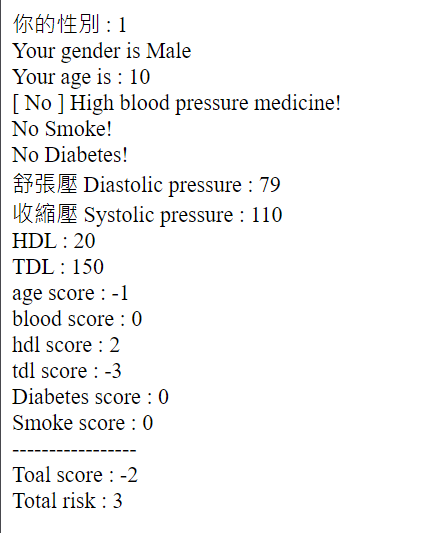 你的性別 : 1
Your gender is Male
Your age is : 10
[ No ] High blood pressure medicine!
No Smoke!
No Diabetes!
舒張壓 Diastolic pressure : 79
收縮壓 Systolic pressure : 110
HDL : 20
TDL : 150
age score : -1
blood score : 0
hdl score : 2
tdl score : -3
Diabetes score : 0
Smoke score : 0
-----------------
Toal score : -2
Total risk : 3